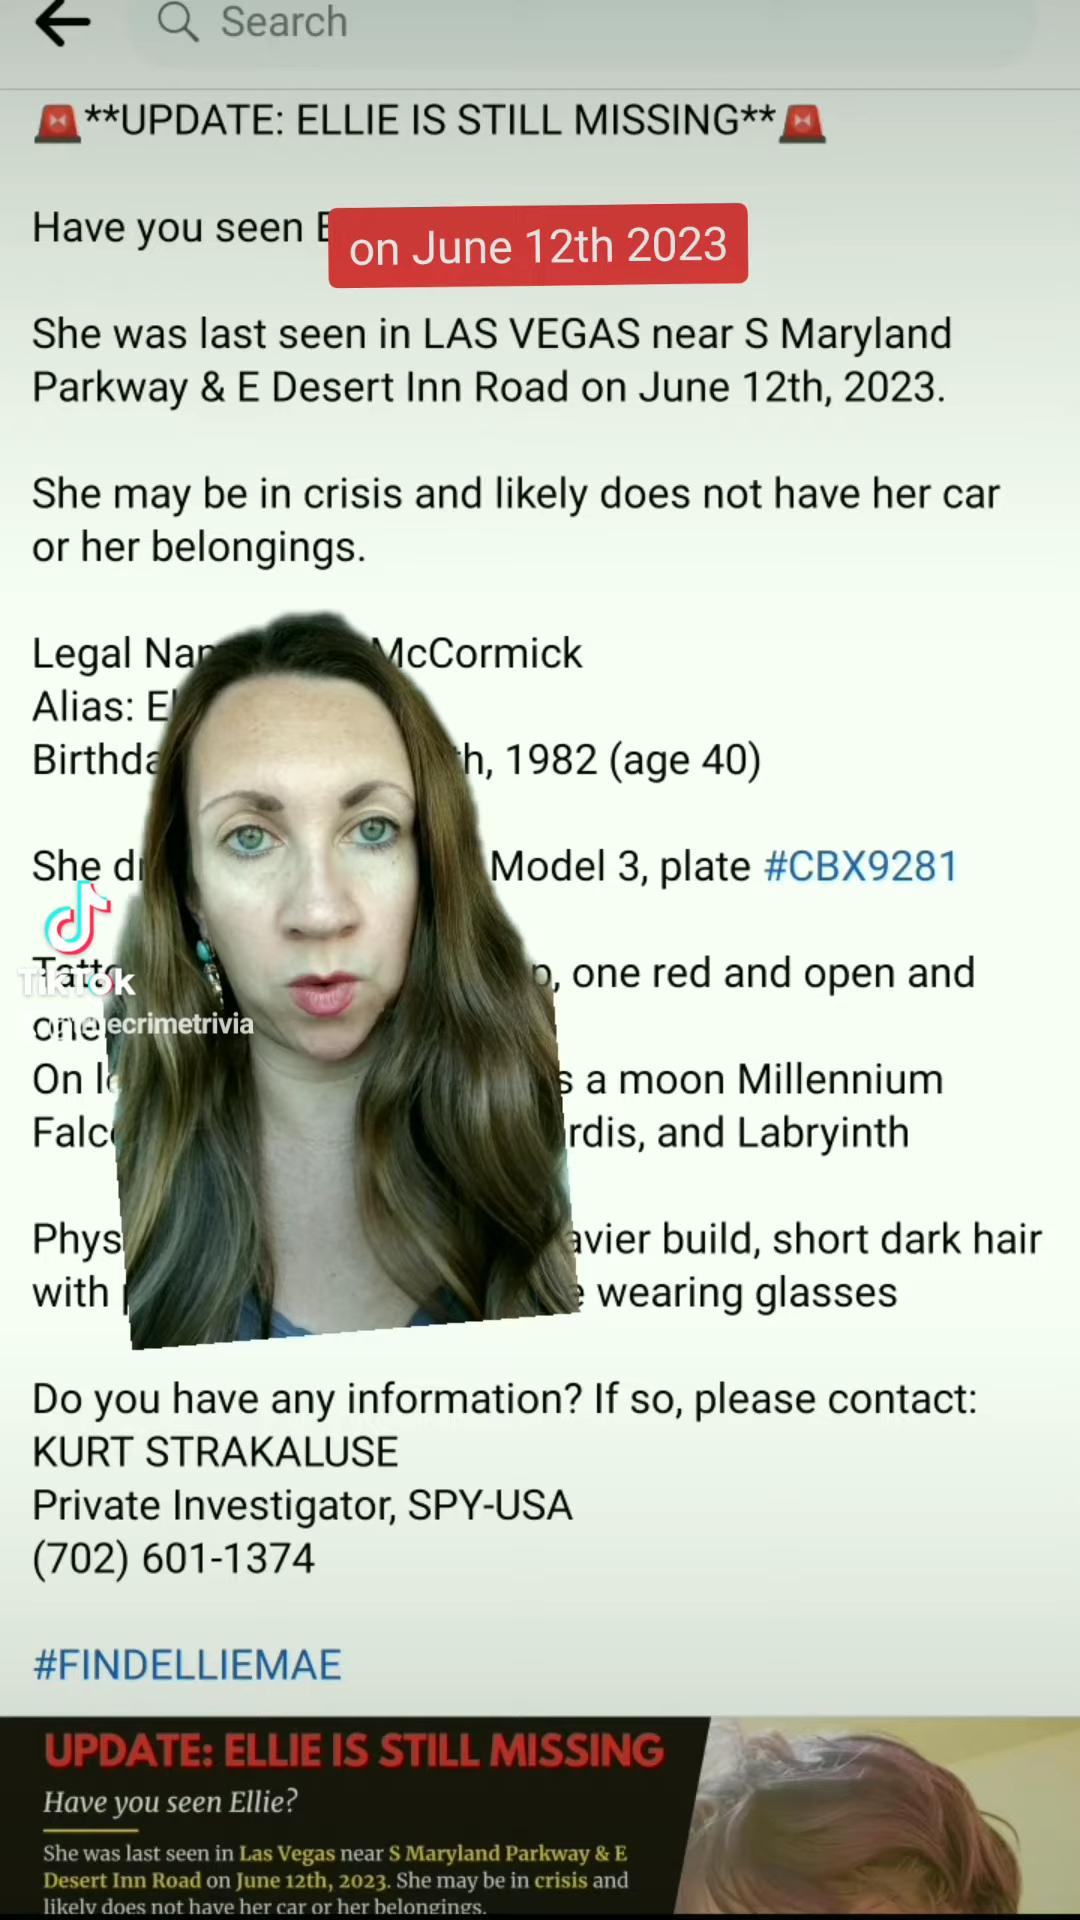 Search
**UPDATE: ELLIE IS STILL MISSING**
Have you seen
on June 12th 2023
She was last seen in LAS VEGAS near S Maryland
Parkway & E Desert Inn Road on June 12th, 2023.
She may be in crisis and likely does not have her car
or her belongings.
Legal McCormick
Alias:
1982 (age 40)
She Model 3, plate #CBX9281
TikTok
one red and open and
On a moon Millennium
and Labryinth
build, short dark hair
with wearing glasses
Do you have any information? If so, please contact:
KURT STRAKALUSE
Private Investigator, SPY-USA
(702) 601-1374
#FINDELLIEMAE
UPDATE: ELLIE IS STILL MISSING
Have you seen Ellie?
She was last seen in Las Vegas near S Maryland Parkway & E
Desert Inn Road on June 12th, 2023. She may be in crisis and
likely does not have her car or her belongings.